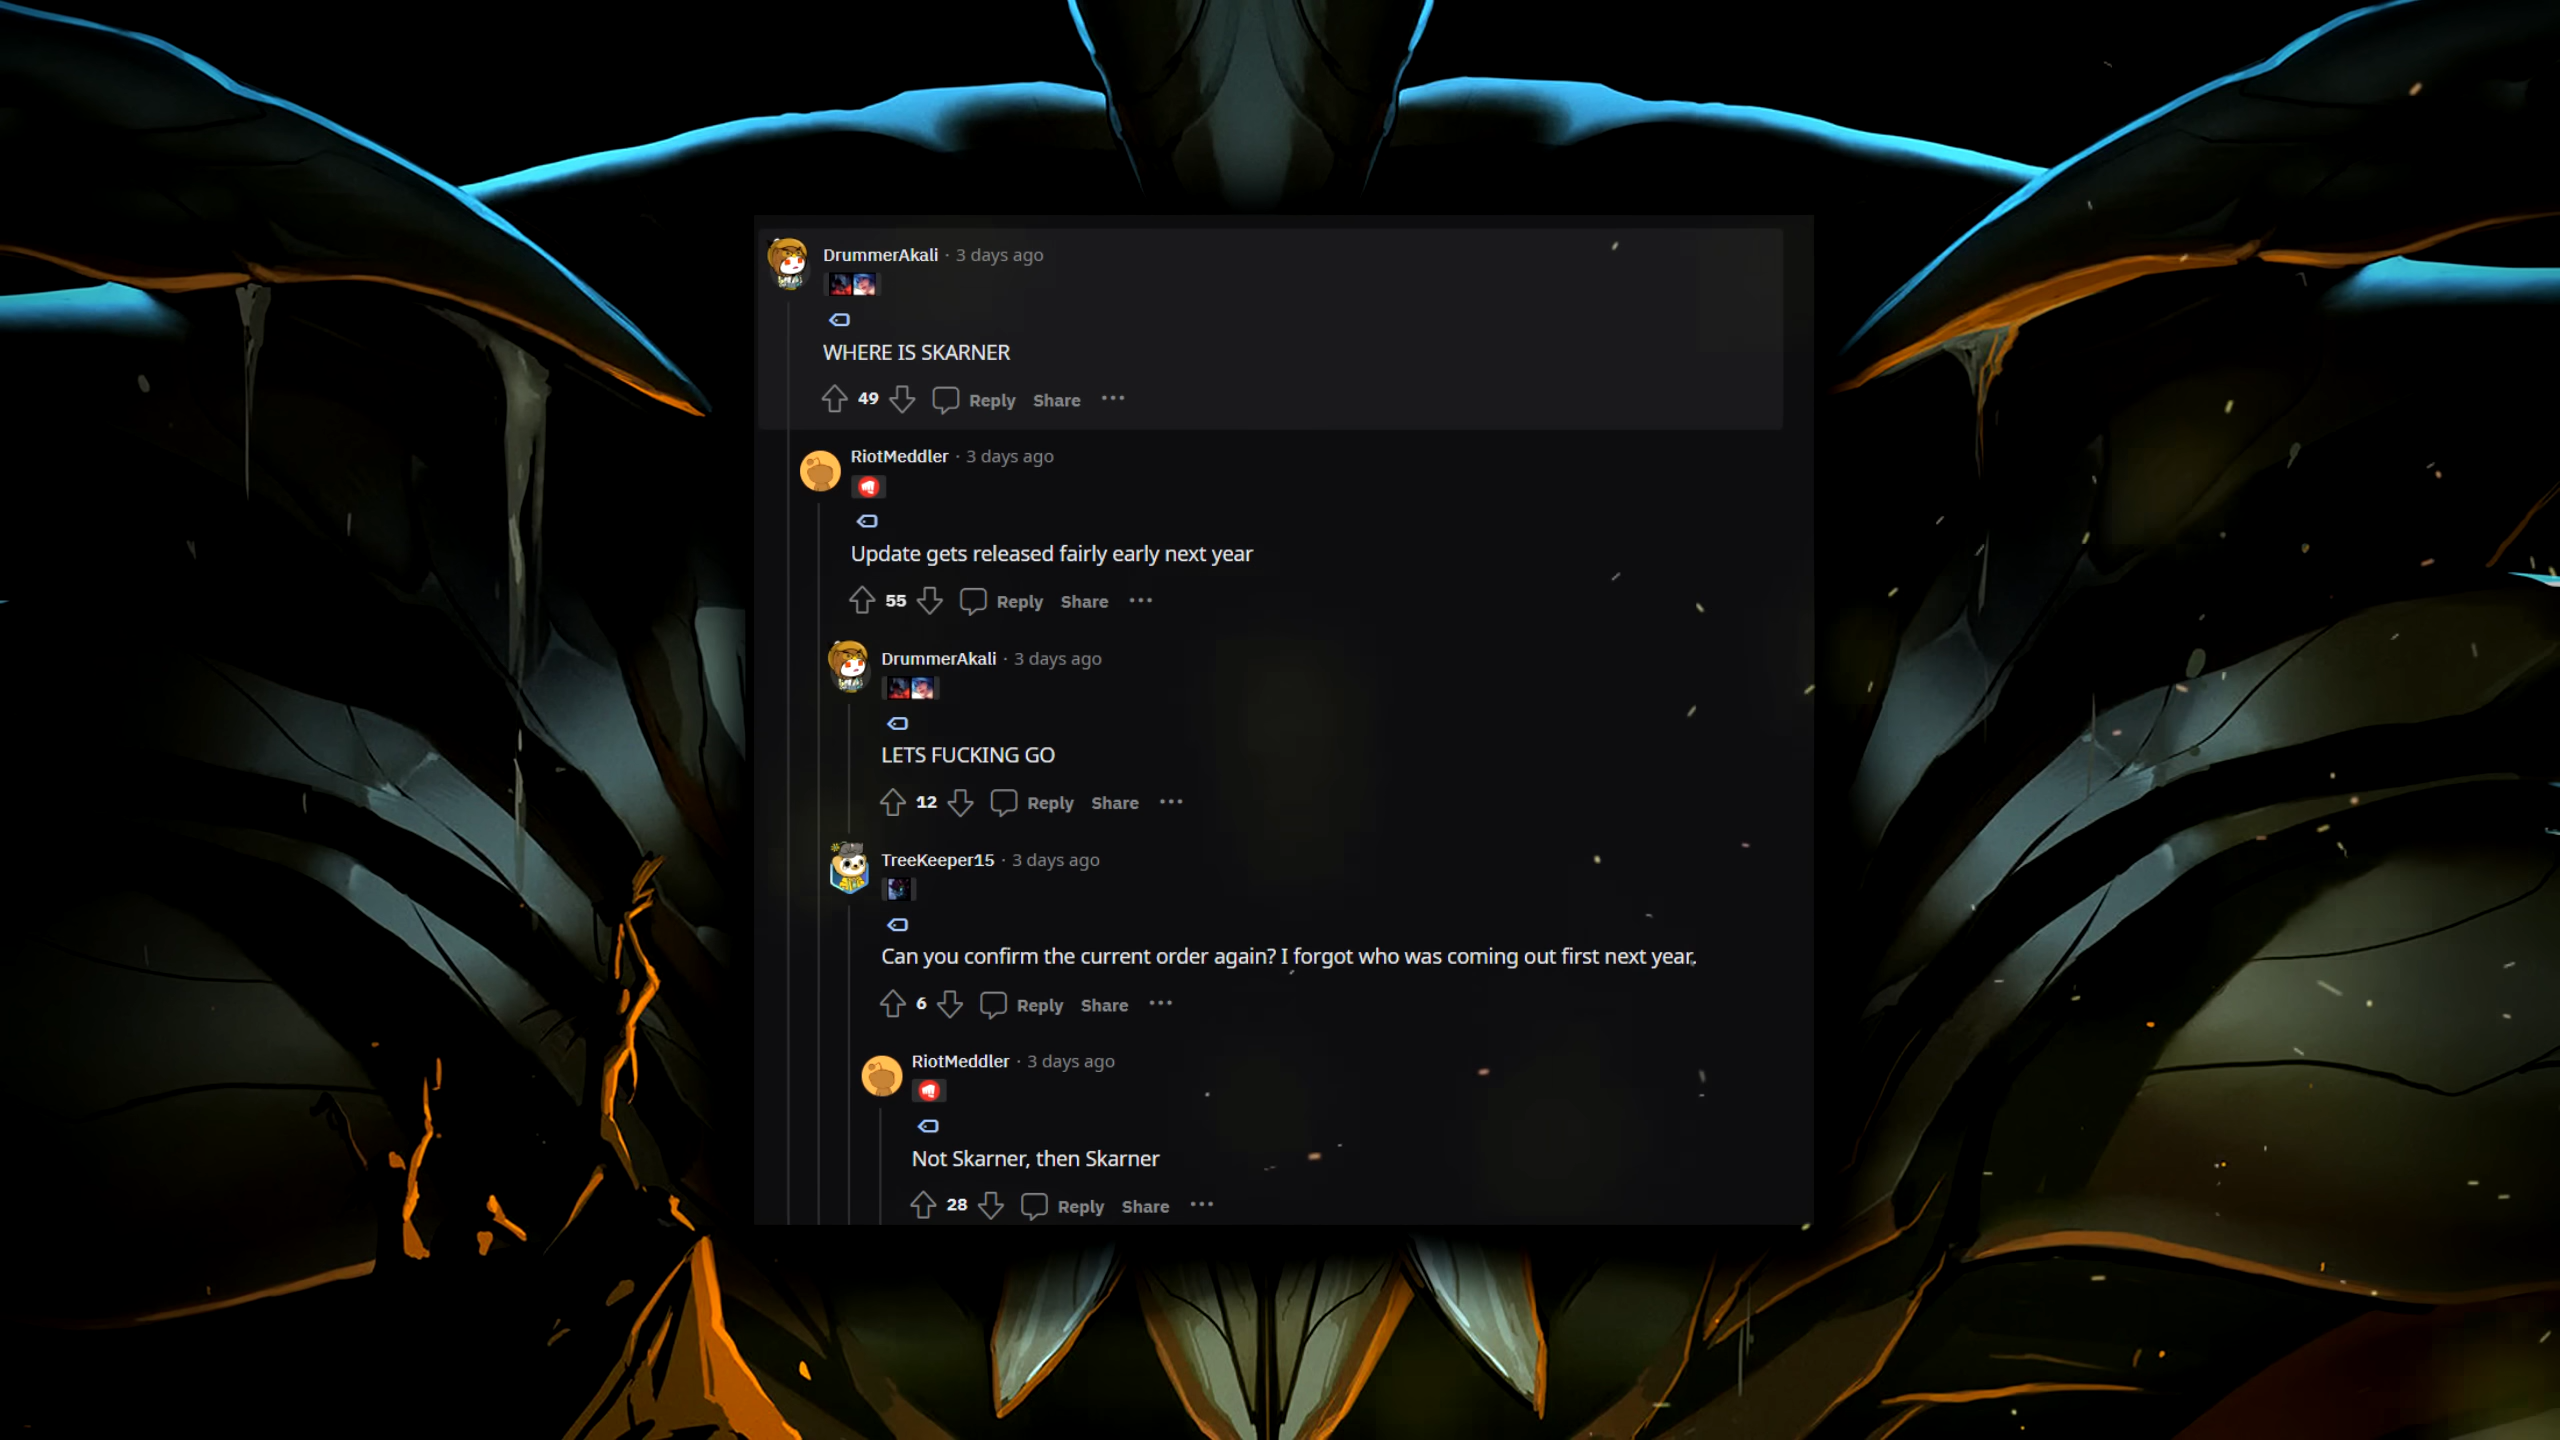 DrummerAkali · 3 days ago
WHERE IS SKARNER
49 Reply Share ···
RiotMeddler · 3 days ago
Update gets released fairly early next year
55 Reply Share ···
DrummerAkali · 3 days ago
LETS FUCKING GO
12 Reply Share ···
TreeKeeper15 · 3 days ago
Can you confirm the current order again? I forgot who was coming out first next year.
6 Reply Share ···
RiotMeddler · 3 days ago
Not Skarner, then Skarner
28 Reply Share ···